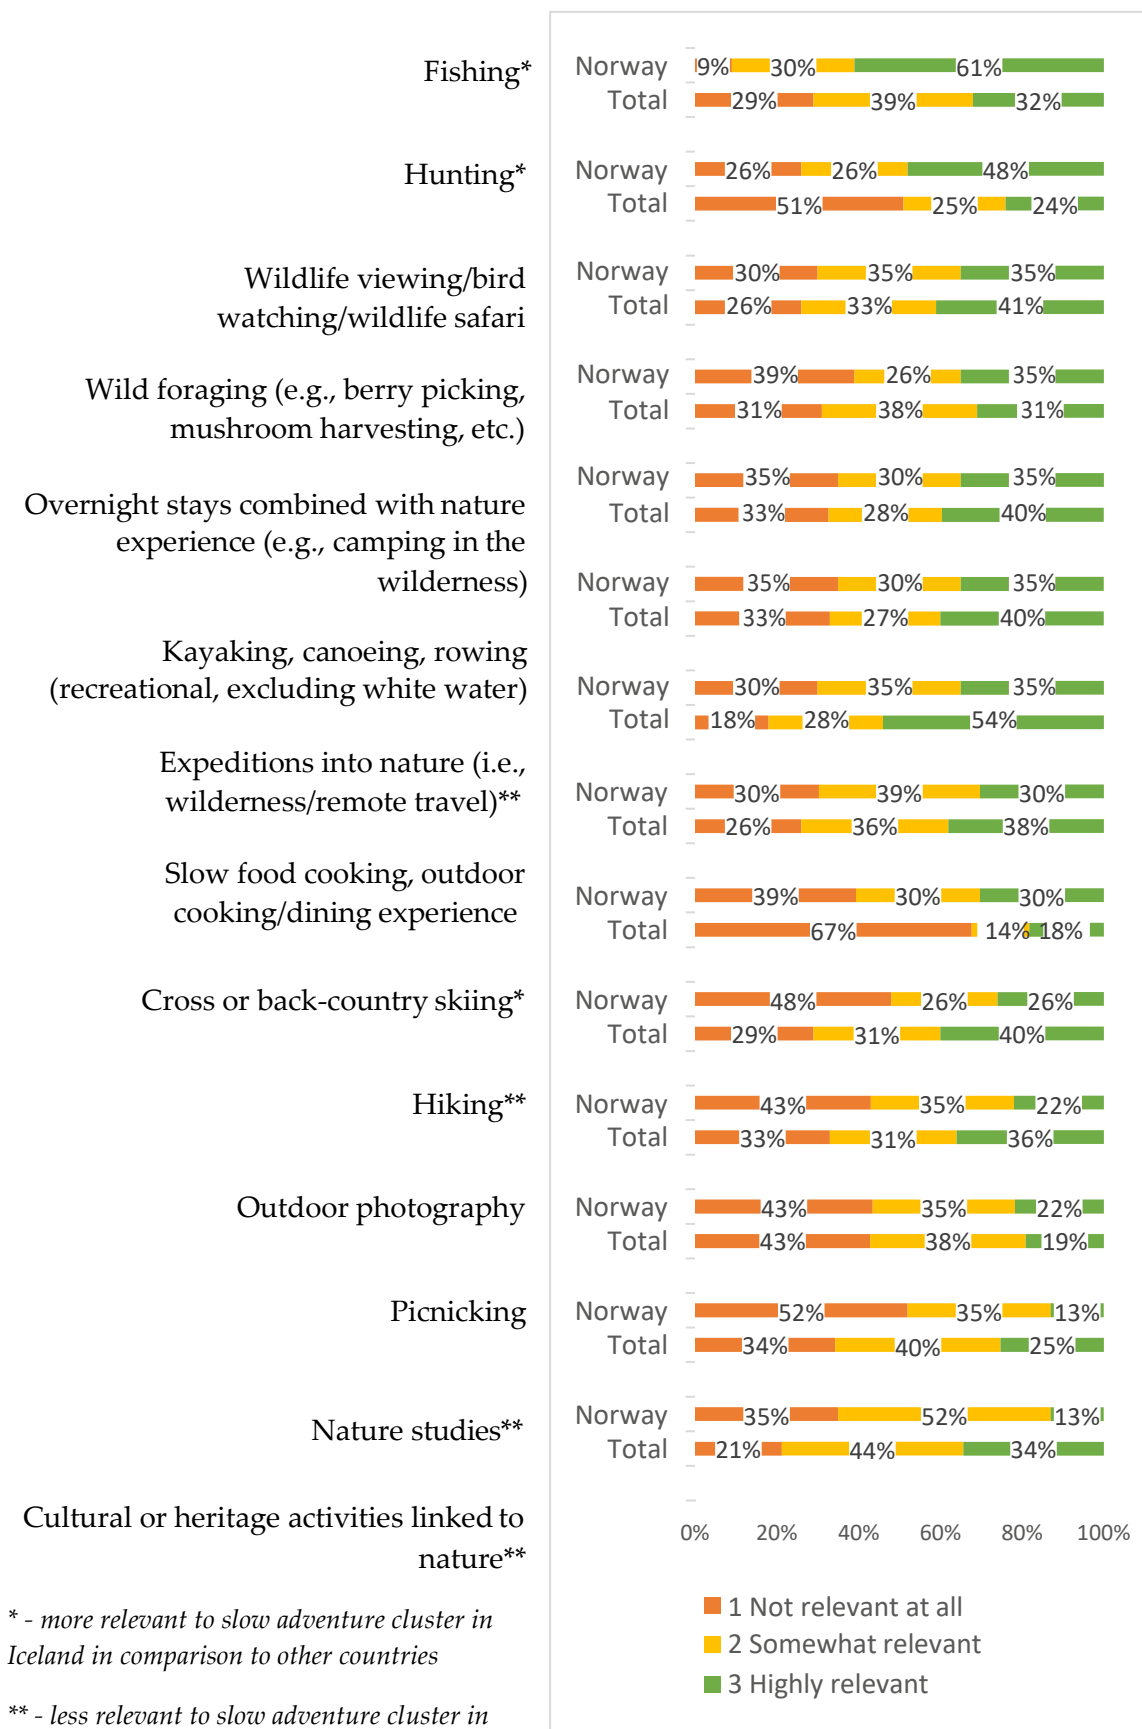 Fishing*
Norway 9% 30% 61%
Total 29% 39% 32%
Hunting*
Norway 26% 26% 48%
Total 51% 25% 24%
Wildlife viewing/bird
watching/wildlife safari
Norway 30% 35% 35%
Total 26% 33% 41%
Wild foraging (e.g., berry picking,
mushroom harvesting, etc.)
Norway 39% 26% 35%
Total 31% 38% 31%
Overnight stays combined with nature
experience (e.g., camping in the
wilderness)
Norway 35% 30% 35%
Total 33% 28% 40%
Kayaking, canoeing, rowing
(recreational, excluding white water)
Norway 35% 30% 35%
Total 33% 27% 40%
Expeditions into nature (i.e.,
wilderness/remote travel)**
Norway 30% 35% 35%
Total 18% 28% 54%
Slow food cooking, outdoor
cooking/dining experience
Norway 30% 39% 30%
Total 26% 36% 38%
Cross or back-country skiing*
Norway 39% 30% 30%
Total 67% 14% 18%
Hiking**
Norway 48% 26% 26%
Total 29% 31% 40%
Outdoor photography
Norway 43% 35% 22%
Total 33% 31% 36%
Picnicking
Norway 43% 35% 22%
Total 43% 38% 19%
Nature studies**
Norway 52% 35% 13%
Total 34% 40% 25%
Cultural or heritage activities linked to
nature**
Norway 35% 52% 13%
Total 21% 44% 34%
0% 20% 40% 60% 80% 100%
1 Not relevant at all
2 Somewhat relevant
3 Highly relevant
* - more relevant to slow adventure cluster in
Iceland in comparison to other countries
** - less relevant to slow adventure cluster in